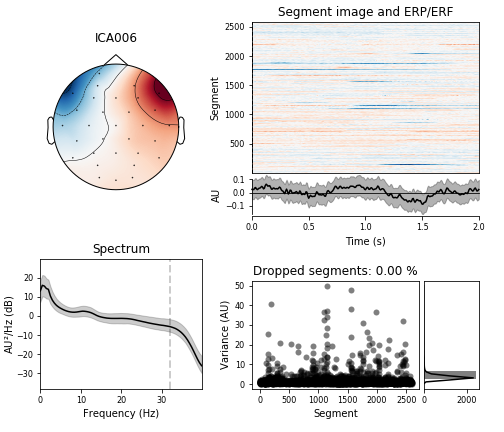 ICA006
Segment image and ERP/ERF
2500
2000
1500
1000
500
Segment
0.1
0.0
−0.1
AU
0.0 0.5 1.0 1.5 2.0
Time (s)
Spectrum
20
10
0
−10
−20
−30
AU²/Hz (dB)
0 10 20 30
Frequency (Hz)
Dropped segments: 0.00 %
50
40
30
20
10
0
Variance (AU)
0 500 1000 1500 2000 2500
Segment
0 2000